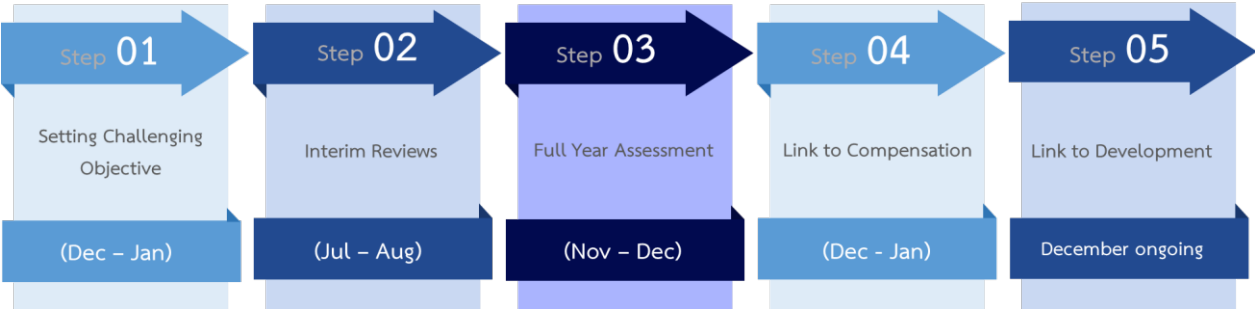 Step 01
Setting Challenging
Objective
(Dec – Jan)
Step 02
Interim Reviews
(Jul – Aug)
Step 03
Full Year Assessment
(Nov – Dec)
Step 04
Link to Compensation
(Dec - Jan)
Step 05
Link to Development
December ongoing